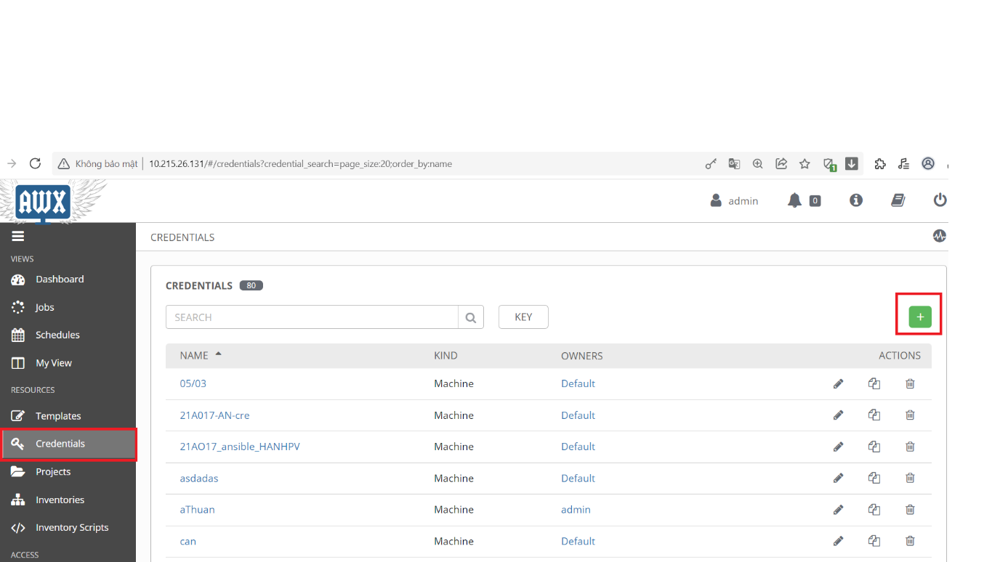 Không bảo mật 10.215.26.131/#/credentials?credential_search=page_size:20;order_by:name
1
AWX
admin 0
CREDENTIALS
VIEWS
Dashboard
Jobs
Schedules
My View
RESOURCES
Templates
Credentials
Projects
Inventories
Inventory Scripts
ACCESS
CREDENTIALS 80
SEARCH KEY +
NAME KIND OWNERS ACTIONS
05/03 Machine Default
21A017-AN-cre Machine Default
21AO17_ansible_HANHPV Machine Default
asdadas Machine Default
aThuan Machine admin
can Machine Default